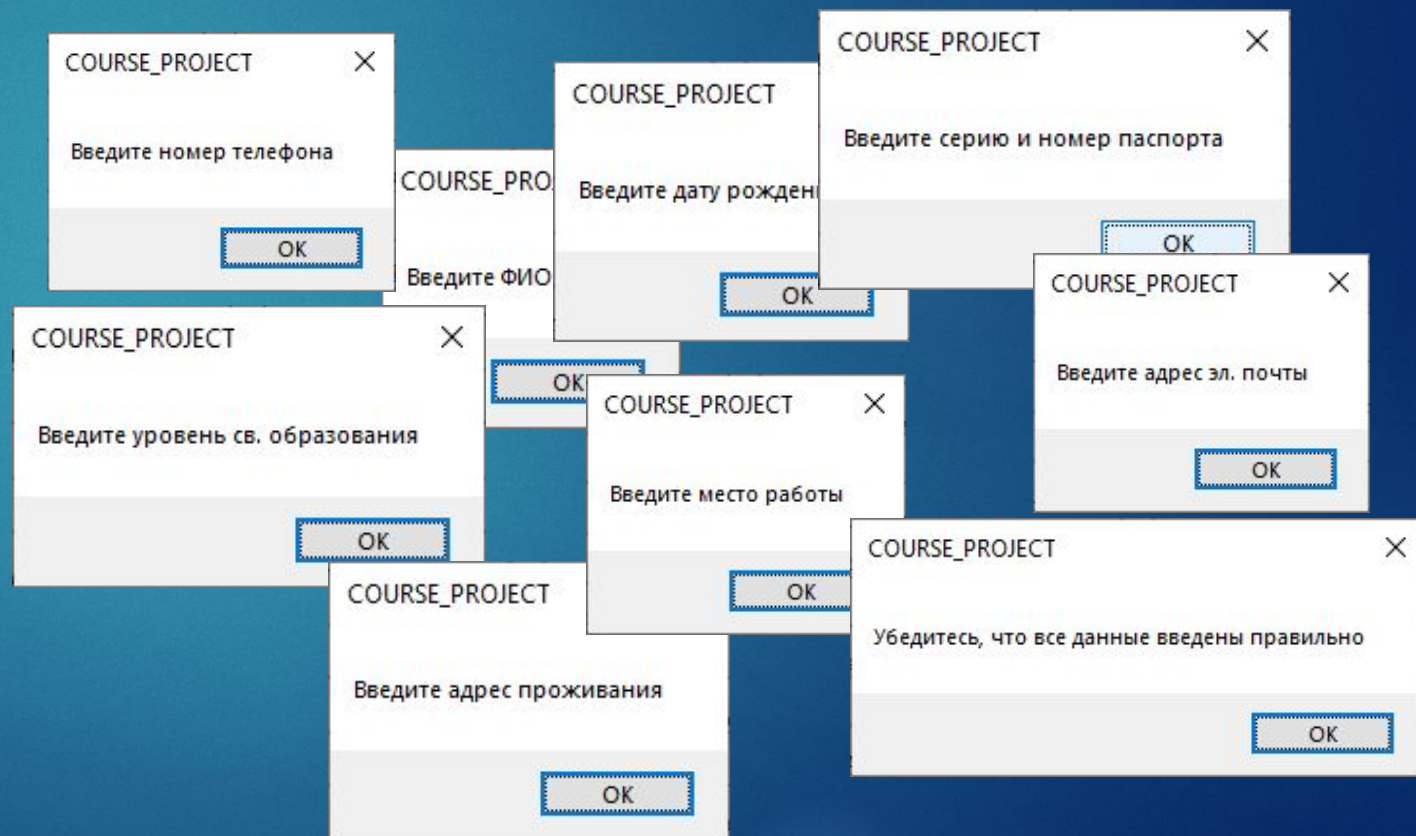 COURSE_PROJECT
Введите номер телефона
OK
COURSE_PRO
Введите ФИО
OK
COURSE_PROJECT
Введите дату рожден
OK
COURSE_PROJECT
Введите серию и номер паспорта
OK
COURSE_PROJECT
Введите адрес эл. почты
OK
COURSE_PROJECT
Введите уровень св. образования
OK
COURSE_PROJECT
Введите место работы
OK
COURSE_PROJECT
Введите адрес проживания
OK
COURSE_PROJECT
Убедитесь, что все данные введены правильно
OK